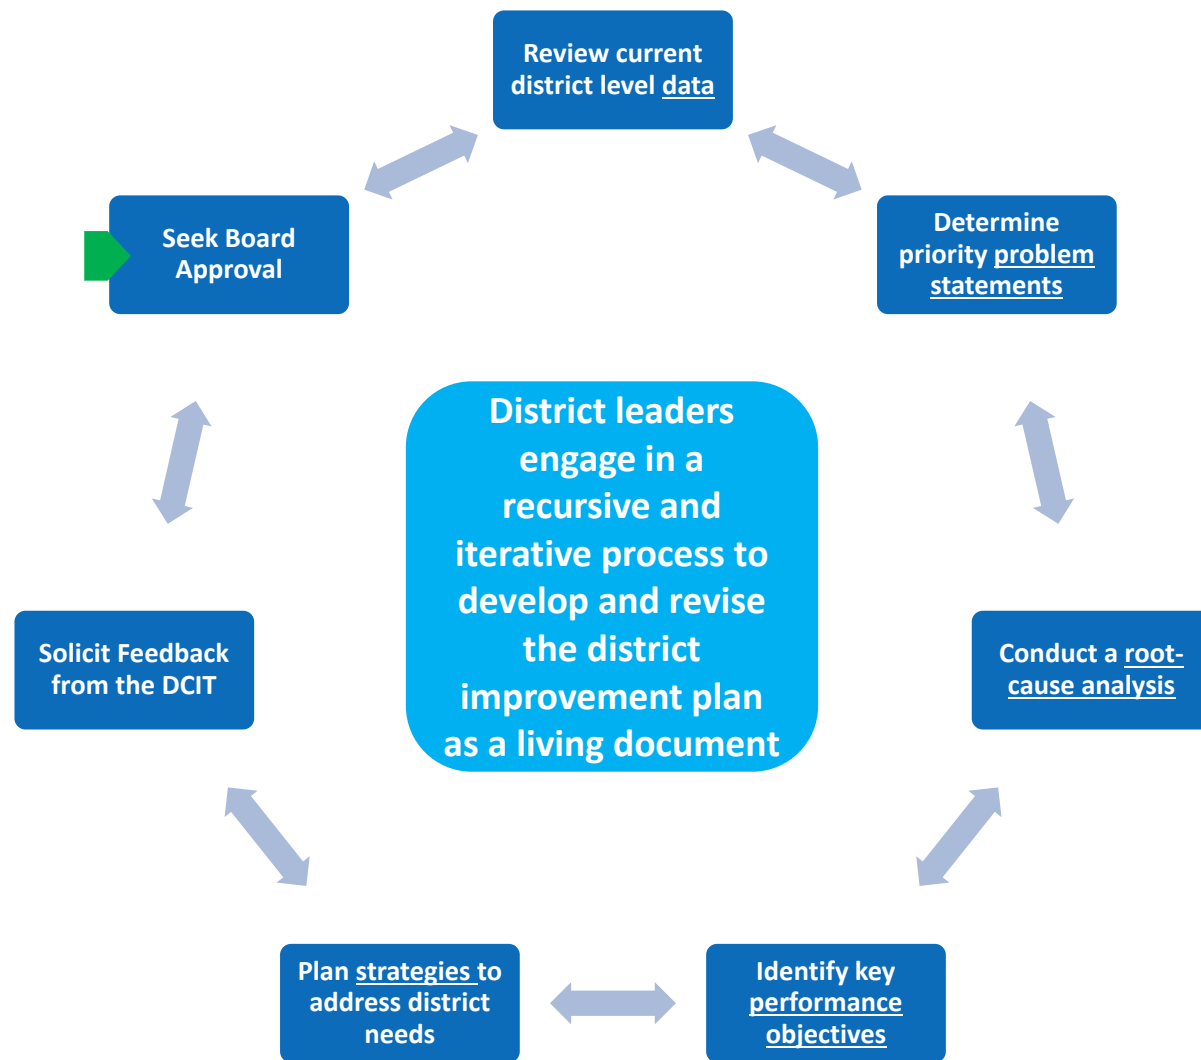 Review current
district level data
Determine
priority problem
statements
Conduct a root-
cause analysis
Identify key
performance
objectives
Plan strategies to
address district
needs
Solicit Feedback
from the DCIT
Seek Board
Approval
District leaders
engage in a
recursive and
iterative process to
develop and revise
the district
improvement plan
as a living document